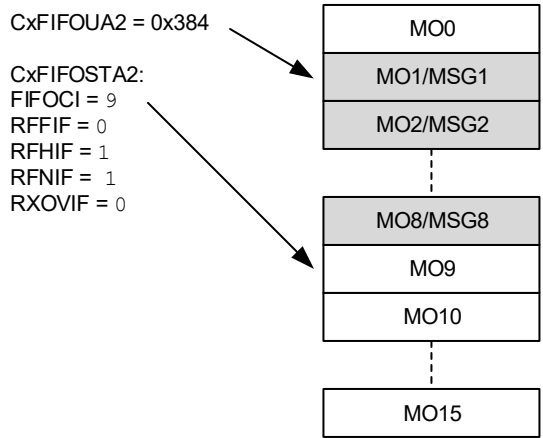 CxFIFOUA2 = 0x384
CxFIFOSTA2:
FIFOCI = 9
RFFIF = 0
RFHIF = 1
RFNIF = 1
RXOVIF = 0
MO0
MO1/MSG1
MO2/MSG2
MO8/MSG8
MO9
MO10
MO15